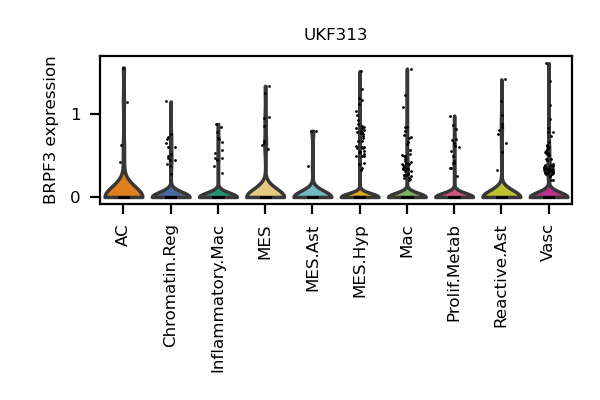 UKF313
BRPF3 expression
1
0
AC
Chromatin.Reg
Inflammatory.Mac
MES
MES.Ast
MES.Hyp
Mac
Prolif.Metab
Reactive.Ast
Vasc